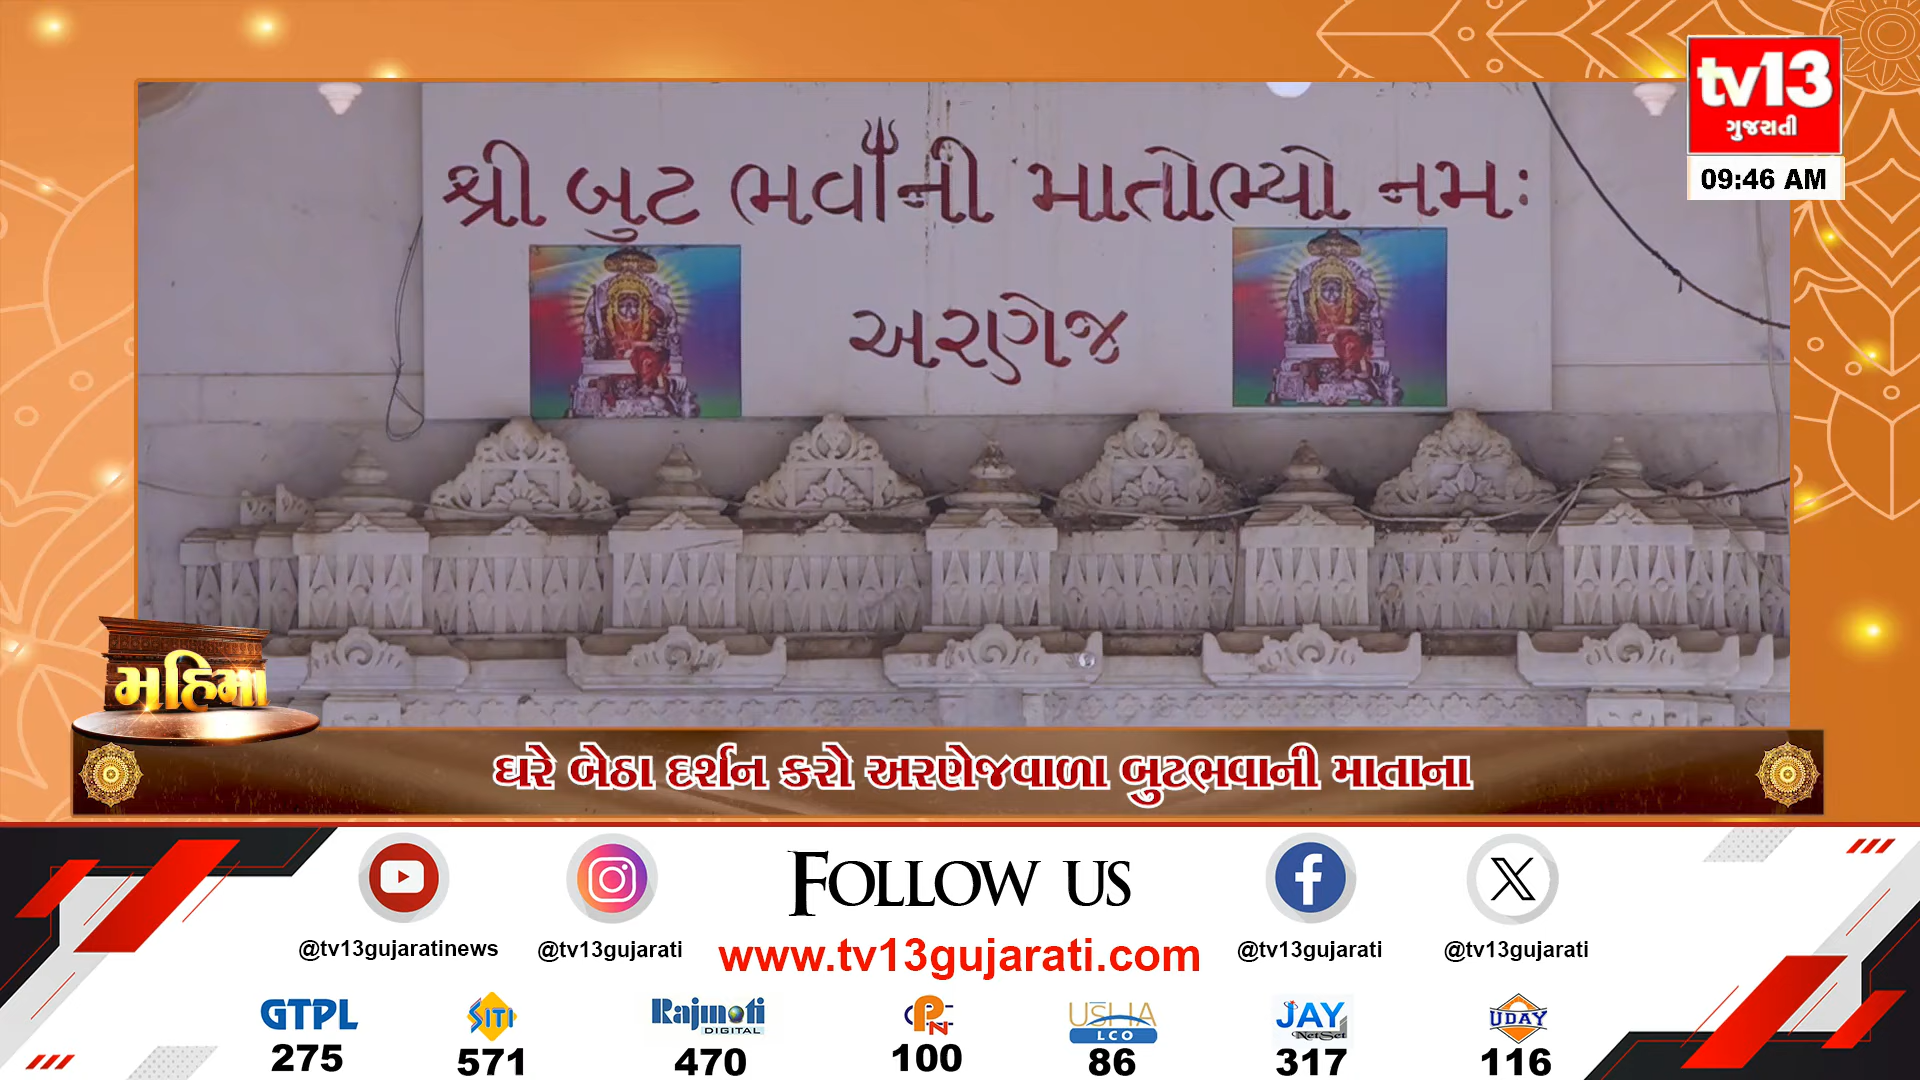 tv13
ગુજરાતી
09:46 AM
શ્રી બુટ ભવાની માતોભ્યો નમઃ
અરણેજ
મહિમા
ઘરે બેઠા દર્શન કરો અરણેજવાળા બુટભવાની માતાના
FOLLOW US
@tv13gujaratinews
@tv13gujarati
www.tv13gujarati.com
@tv13gujarati
@tv13gujarati
GTPL
275
SITI
571
Rajmoti
DIGITAL
470
PN
100
USHA
LCO
86
JAY
NetSet
317
UDAY
116